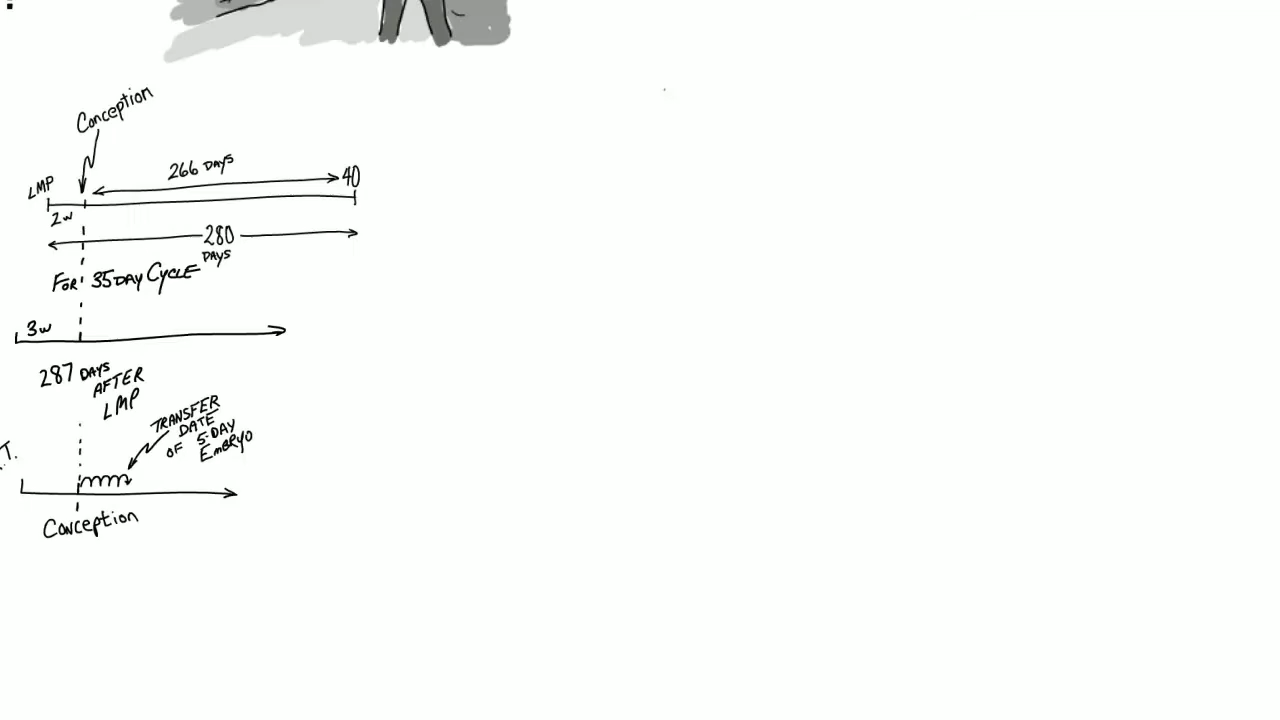 Conception
266 DAYS
LMP
40
2w
280
DAYS
FOR 35 DAY CYCLE
3w
287 DAYS
AFTER
LMP
TRANSFER
DATE
OF 5-DAY
EMBRYO
.T.
CONCEPTION